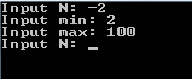 Input N: -2
Input min: 2
Input max: 100
Input N: _